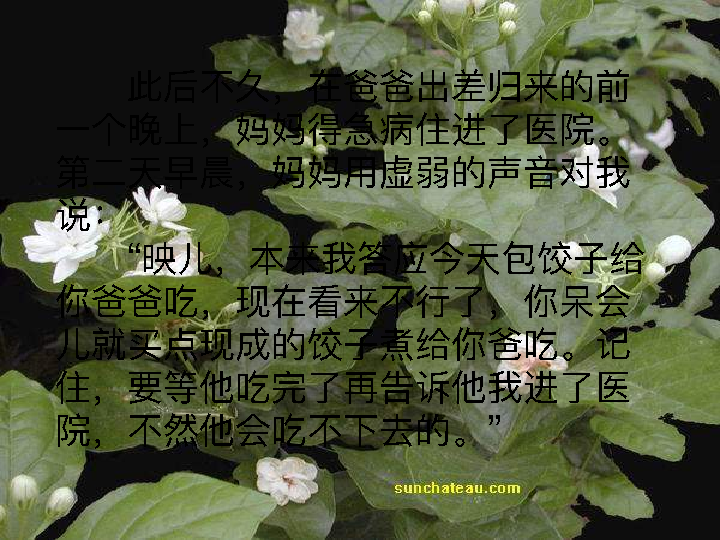 此后不久，在爸爸出差归来的前
一个晚上，妈妈得急病住进了医院。
第二天早晨，妈妈用虚弱的声音对我
说：
“映儿，本来我答应今天包饺子给
你爸爸吃，现在看来不行了，你呆会
儿就买点现成的饺子煮给你爸吃。记
住，要等他吃完了再告诉他我进了医
院，不然他会吃不下去的。”
sunchateau.com